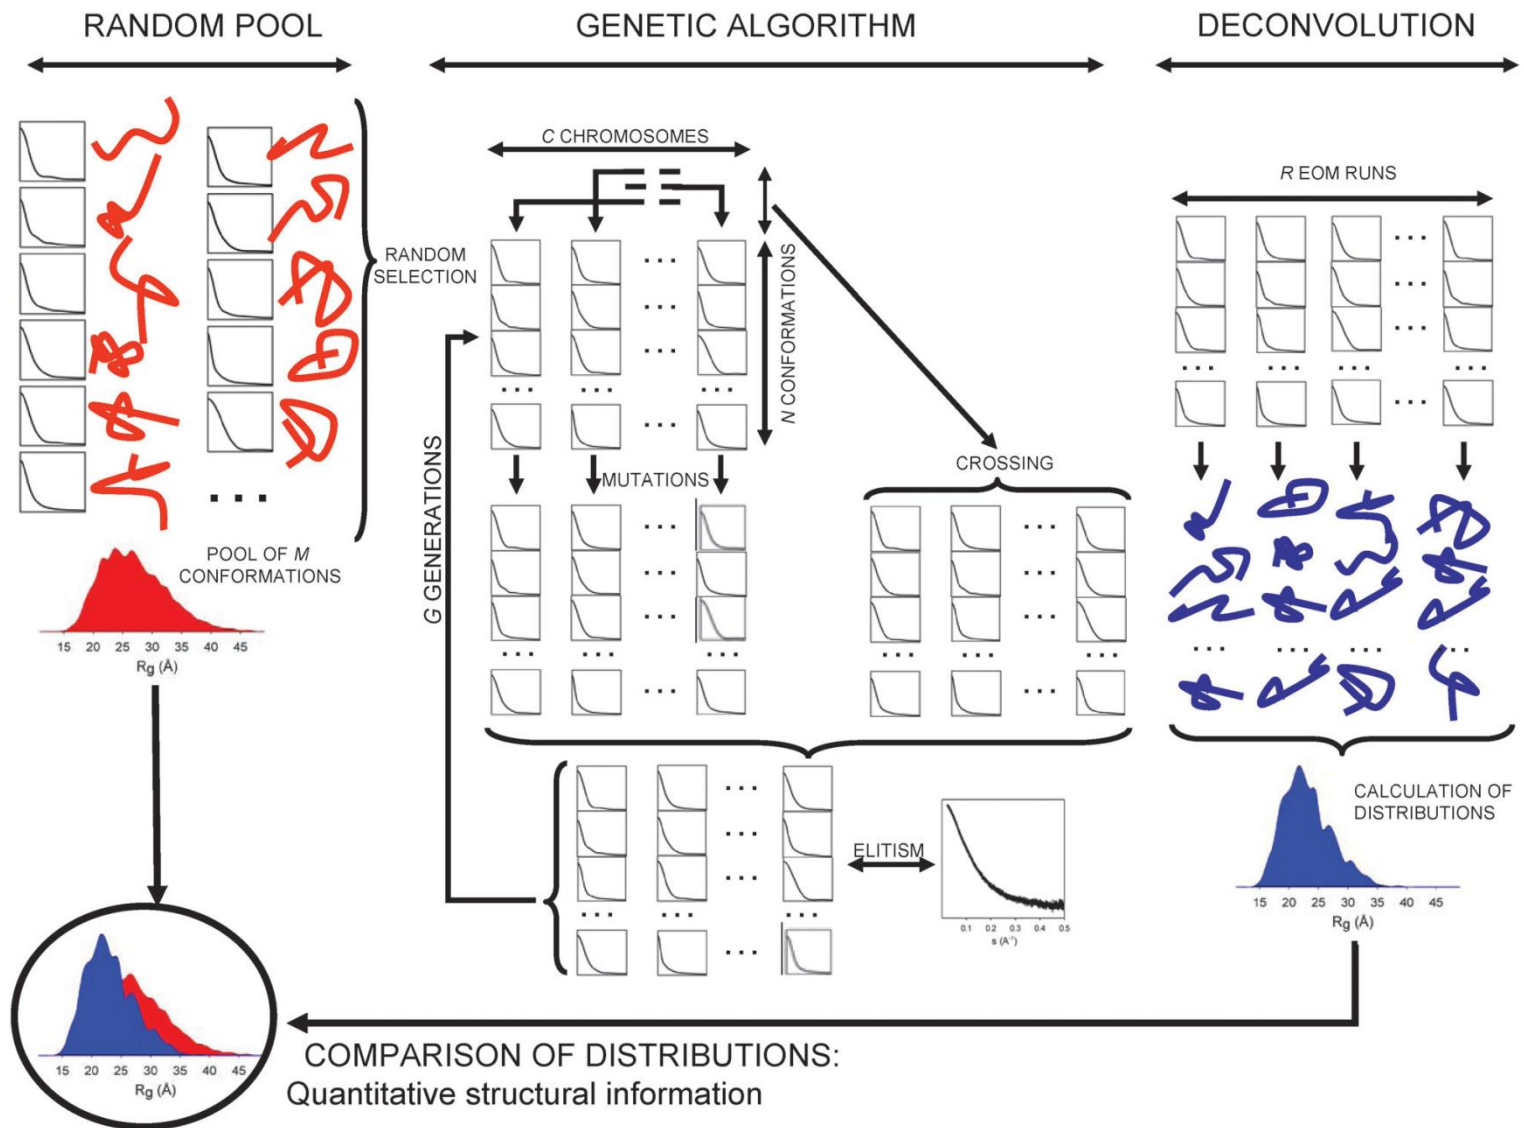 RANDOM POOL
GENETIC ALGORITHM
DECONVOLUTION
C CHROMOSOMES
R EOM RUNS
RANDOM
SELECTION
N CONFORMATIONS
G GENERATIONS
MUTATIONS
CROSSING
POOL OF M
CONFORMATIONS
15 20 25 30 35 40 45
Rg (Å)
ELITISM
0.1 0.2 0.3 0.4 0.5
s (Å⁻¹)
CALCULATION OF
DISTRIBUTIONS
15 20 25 30 35 40 45
Rg (Å)
15 20 25 30 35 40 45
Rg (Å)
COMPARISON OF DISTRIBUTIONS:
Quantitative structural information